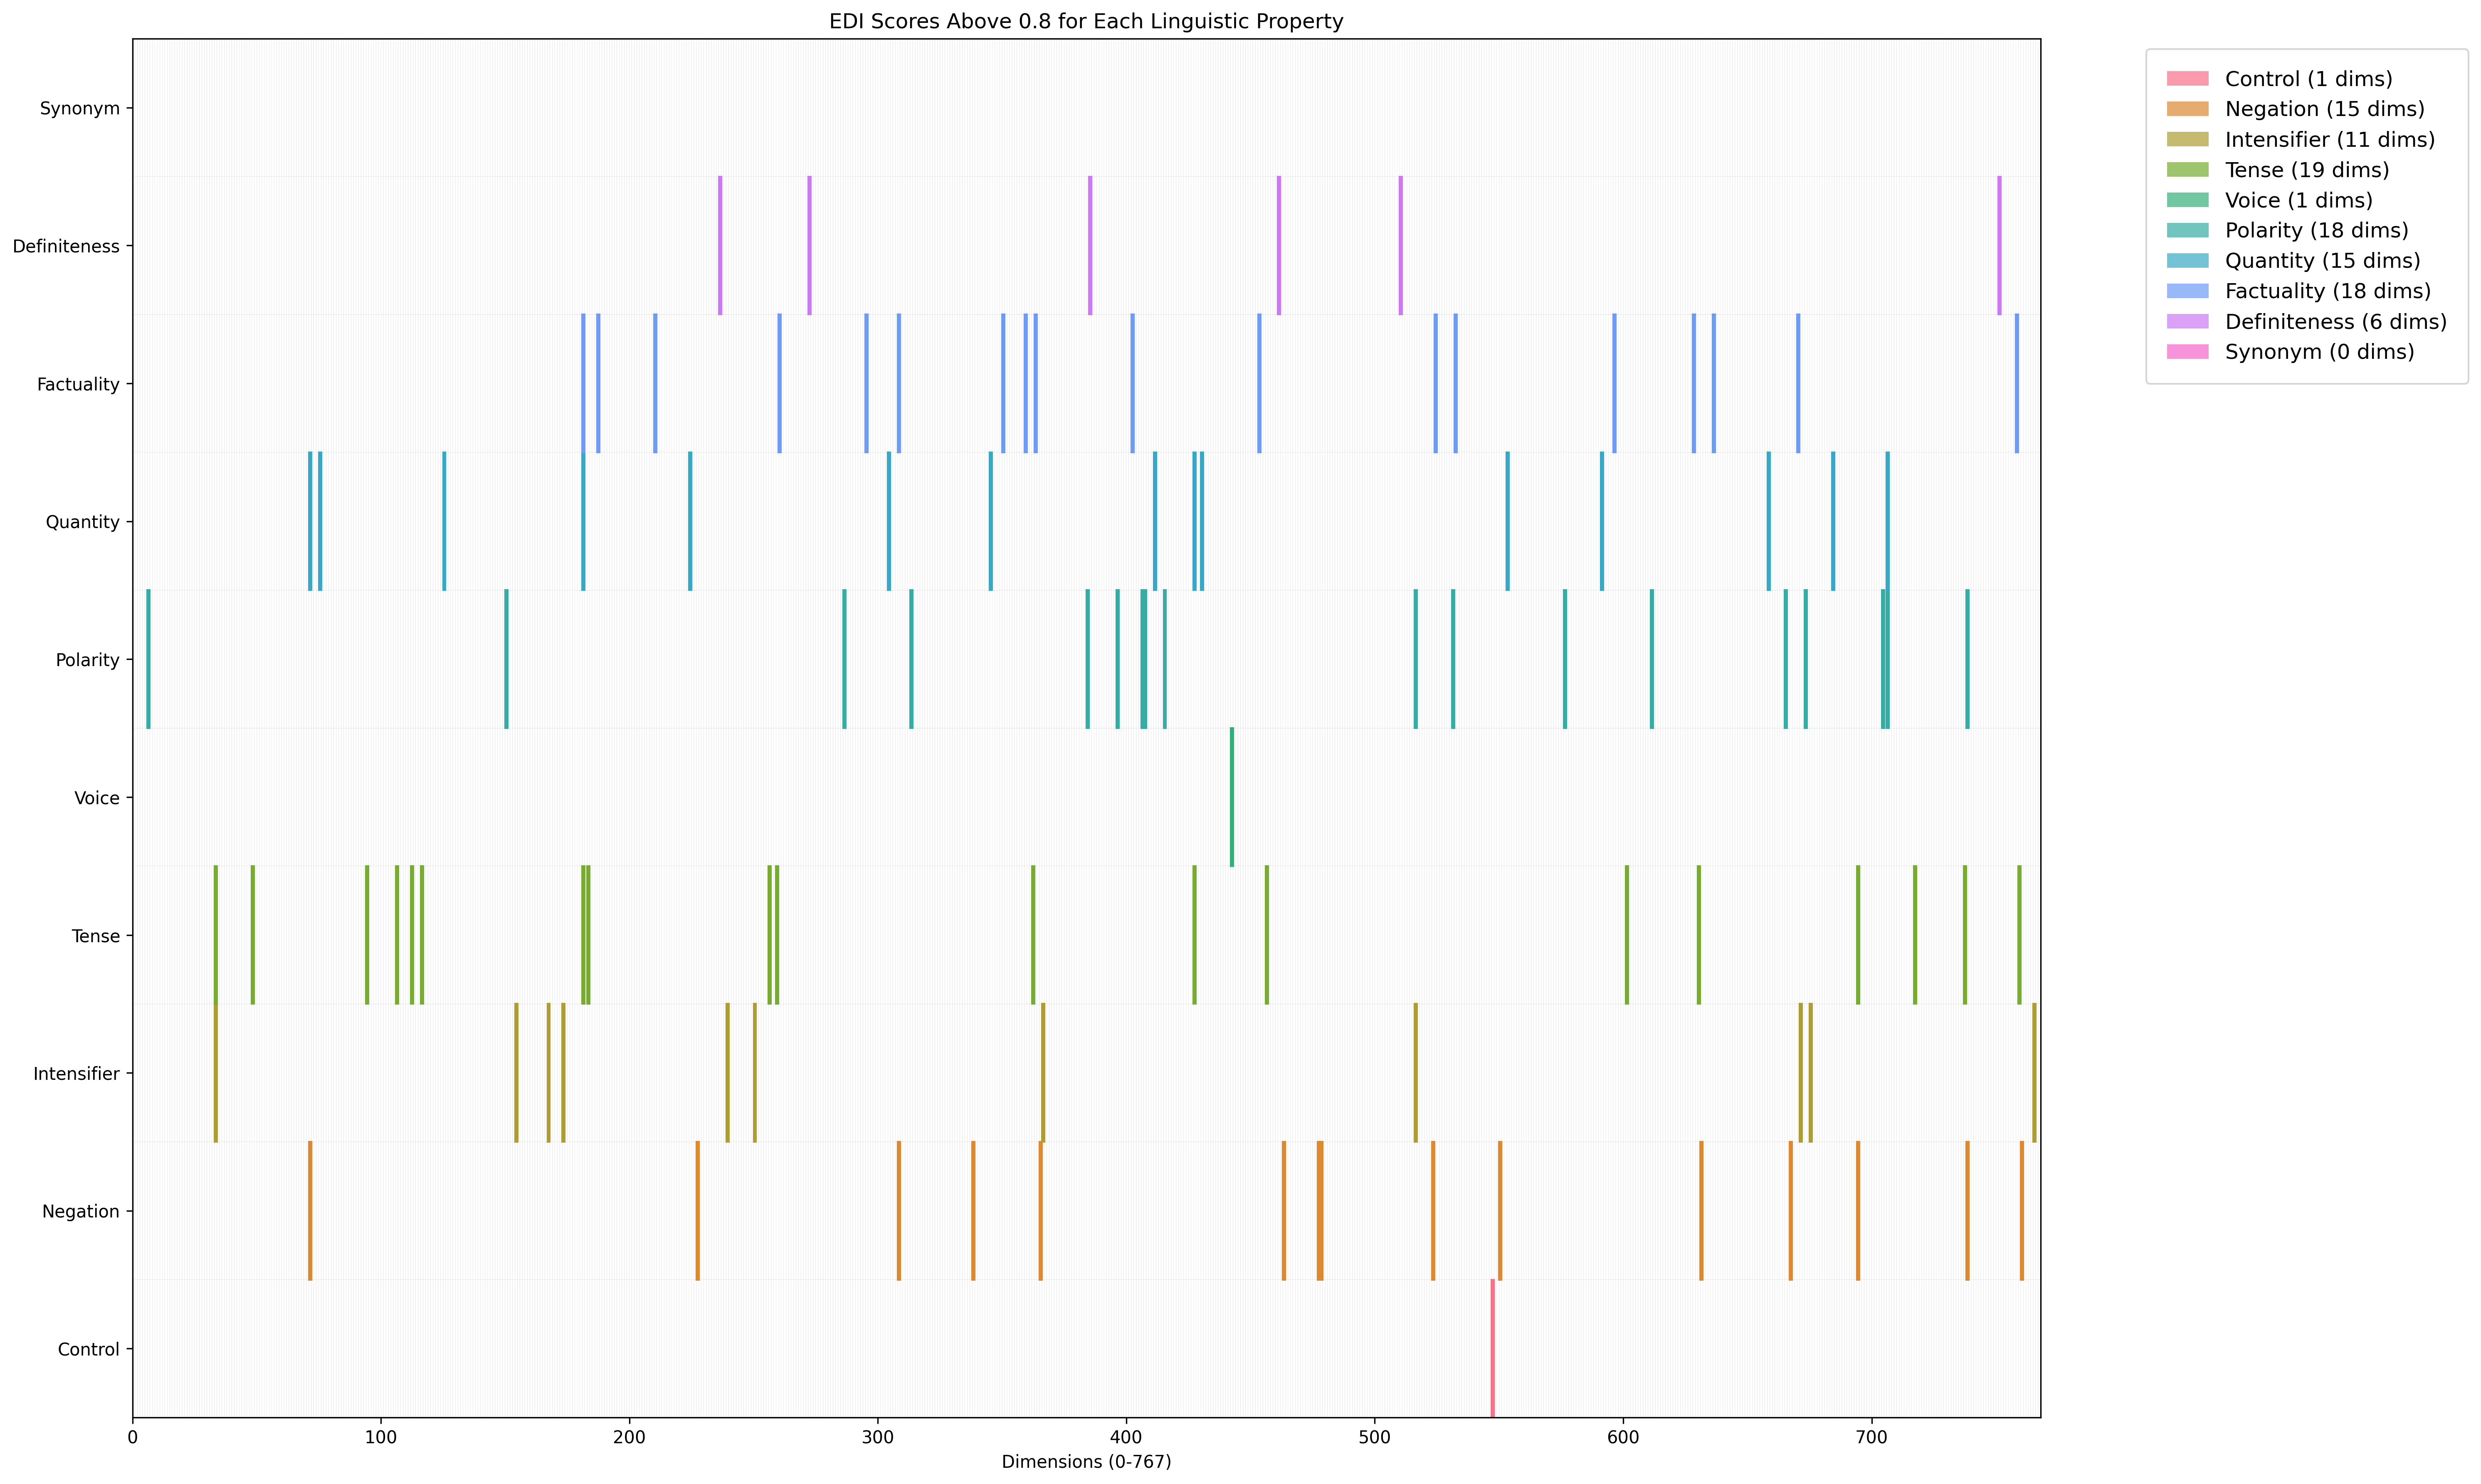 EDI Scores Above 0.8 for Each Linguistic Property
Synonym
Definiteness
Factuality
Quantity
Polarity
Voice
Tense
Intensifier
Negation
Control
0 100 200 300 400 500 600 700
Dimensions (0-767)
Control (1 dims)
Negation (15 dims)
Intensifier (11 dims)
Tense (19 dims)
Voice (1 dims)
Polarity (18 dims)
Quantity (15 dims)
Factuality (18 dims)
Definiteness (6 dims)
Synonym (0 dims)